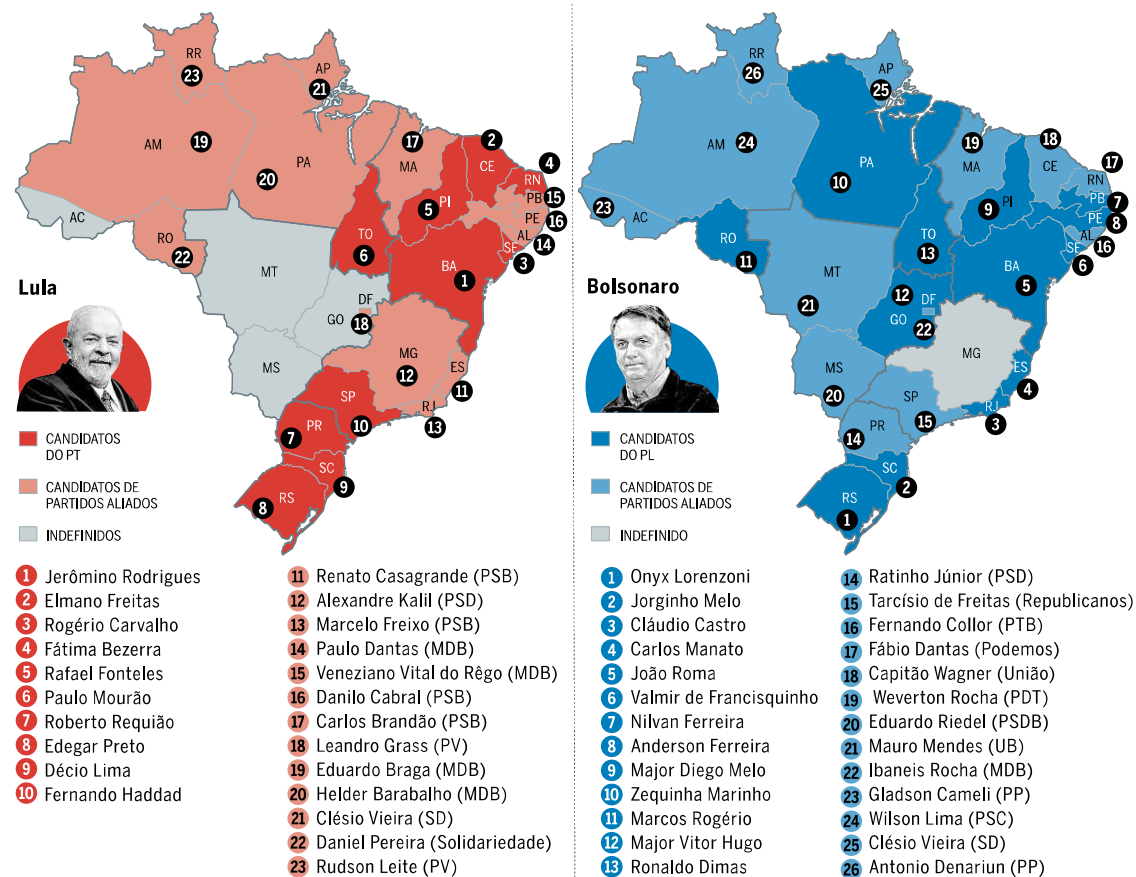 RR
23
AP
21
AM
19
PA
20
17
MA
2
CE
4
RN
PB
15
PE
16
AL
14
SE
3
PI
5
AC
RO
22
TO
6
BA
1
MT
DF
GO
18
MG
12
ES
11
MS
SP
10
RJ
13
PR
7
SC
9
RS
8
Lula
CANDIDATOS
DO PT
CANDIDATOS DE
PARTIDOS ALIADOS
INDEFINIDOS
1 Jerômino Rodrigues
2 Elmano Freitas
3 Rogério Carvalho
4 Fátima Bezerra
5 Rafael Fonteles
6 Paulo Mourão
7 Roberto Requião
8 Edegar Preto
9 Décio Lima
10 Fernando Haddad
11 Renato Casagrande (PSB)
12 Alexandre Kalil (PSD)
13 Marcelo Freixo (PSB)
14 Paulo Dantas (MDB)
15 Veneziano Vital do Rêgo (MDB)
16 Danilo Cabral (PSB)
17 Carlos Brandão (PSB)
18 Leandro Grass (PV)
19 Eduardo Braga (MDB)
20 Helder Barabalho (MDB)
21 Clésio Vieira (SD)
22 Daniel Pereira (Solidariedade)
23 Rudson Leite (PV)
RR
26
AP
25
AM
24
PA
10
19
MA
18
CE
17
RN
PB
7
PE
8
AL
16
SE
6
PI
9
23
AC
RO
11
TO
13
BA
5
MT
21
12
DF
GO
22
MG
ES
4
MS
20
SP
15
RJ
3
PR
14
SC
2
RS
1
Bolsonaro
CANDIDATOS
DO PL
CANDIDATOS DE
PARTIDOS ALIADOS
INDEFINIDO
1 Onyx Lorenzoni
2 Jorginho Melo
3 Cláudio Castro
4 Carlos Manato
5 João Roma
6 Valmir de Francisquinho
7 Nilvan Ferreira
8 Anderson Ferreira
9 Major Diego Melo
10 Zequinha Marinho
11 Marcos Rogério
12 Major Vitor Hugo
13 Ronaldo Dimas
14 Ratinho Júnior (PSD)
15 Tarcísio de Freitas (Republicanos)
16 Fernando Collor (PTB)
17 Fábio Dantas (Podemos)
18 Capitão Wagner (União)
19 Weverton Rocha (PDT)
20 Eduardo Riedel (PSDB)
21 Mauro Mendes (UB)
22 Ibaneis Rocha (MDB)
23 Gladson Cameli (PP)
24 Wilson Lima (PSC)
25 Clésio Vieira (SD)
26 Antonio Denariun (PP)